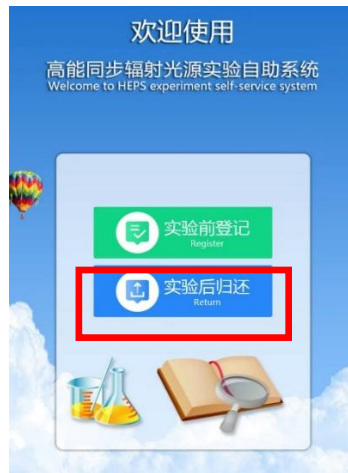 欢迎使用
高能同步辐射光源实验自助系统
Welcome to HEPS experiment self-service system
实验前登记
Register
实验后归还
Return